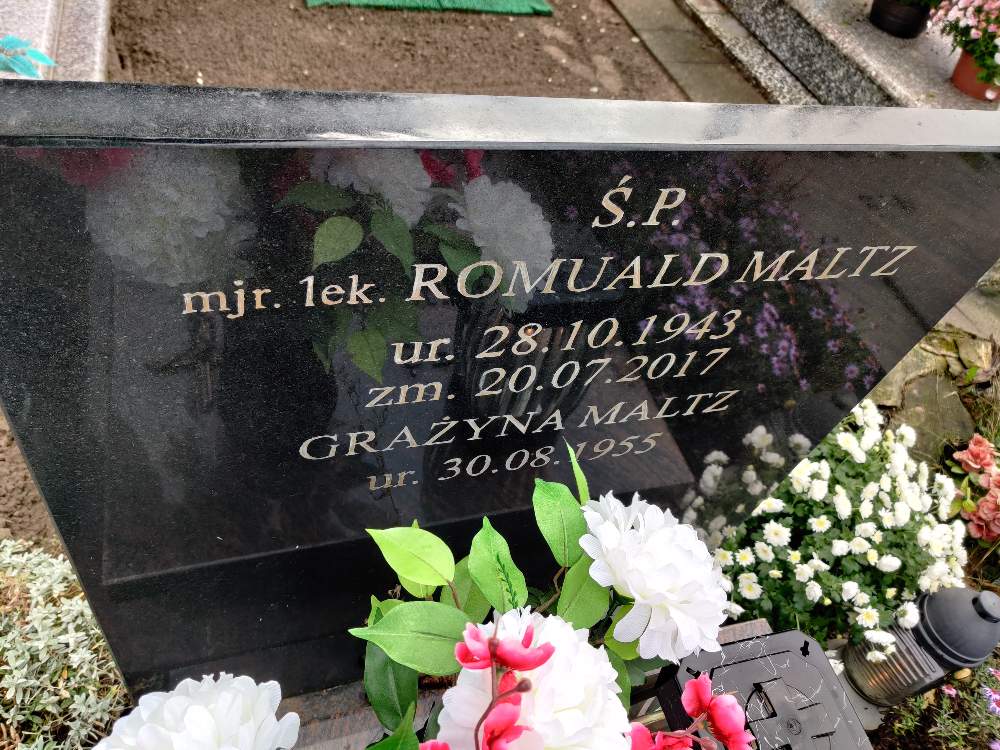 Ś.P.
mjr. lek. ROMUALD MALTZ
ur. 28.10.1943
zm. 20.07.2017
GRAŻYNA MALTZ
ur. 30.08.1955